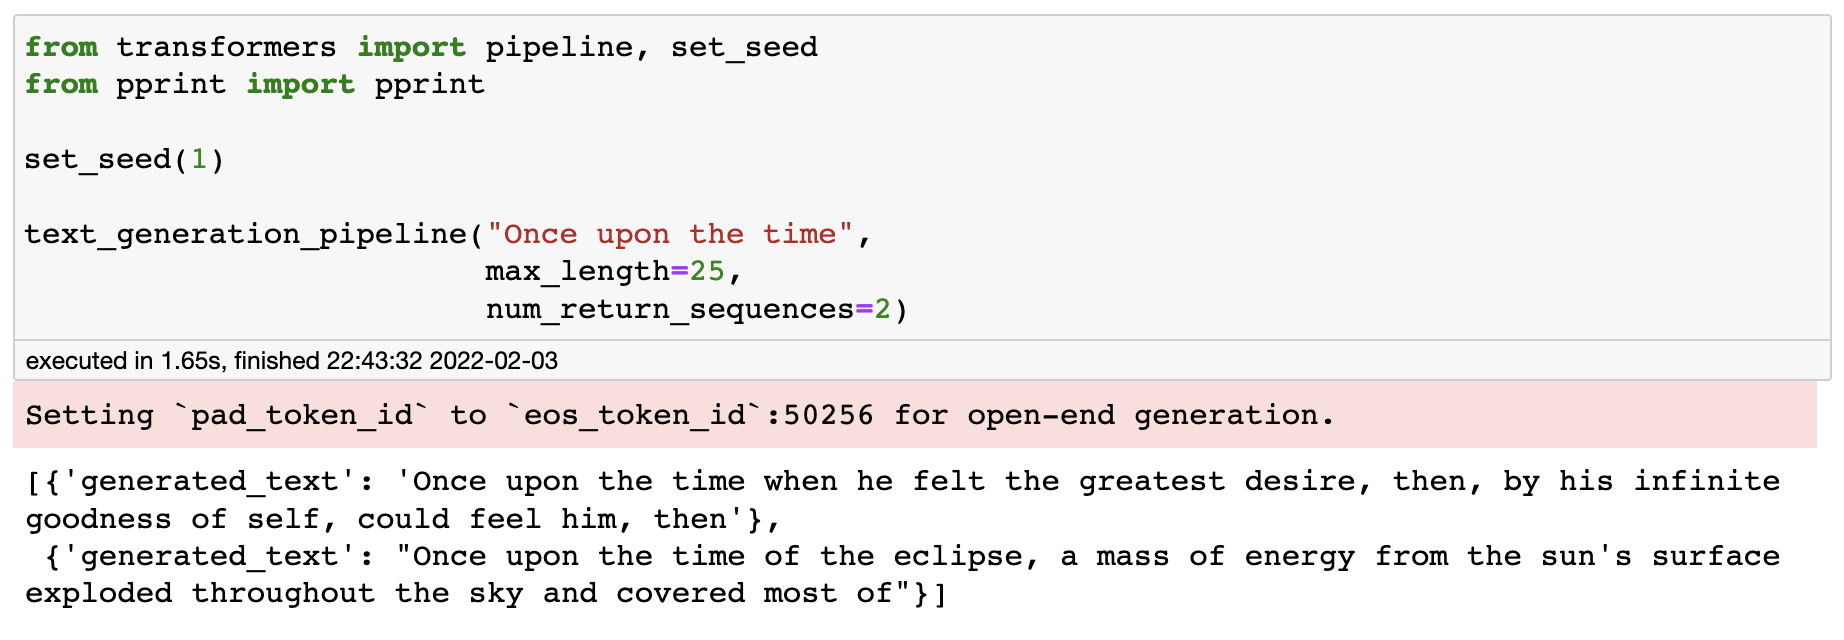 from transformers import pipeline, set_seed
from pprint import pprint
set_seed(1)
text_generation_pipeline("Once upon the time",
max_length=25,
num_return_sequences=2)
executed in 1.65s, finished 22:43:32 2022-02-03
Setting `pad_token_id` to `eos_token_id`:50256 for open-end generation.
[{'generated_text': 'Once upon the time when he felt the greatest desire, then, by his infinite
goodness of self, could feel him, then'},
{'generated_text': "Once upon the time of the eclipse, a mass of energy from the sun's surface
exploded throughout the sky and covered most of"}]